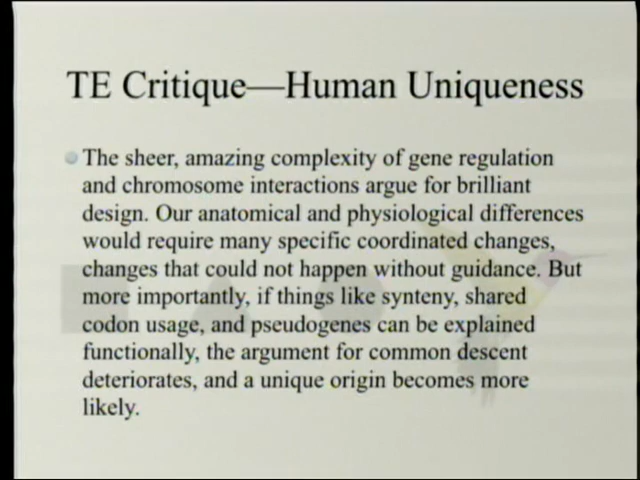 TE Critique—Human Uniqueness
The sheer, amazing complexity of gene regulation
and chromosome interactions argue for brilliant
design. Our anatomical and physiological differences
would require many specific coordinated changes,
changes that could not happen without guidance. But
more importantly, if things like synteny, shared
codon usage, and pseudogenes can be explained
functionally, the argument for common descent
deteriorates, and a unique origin becomes more
likely.